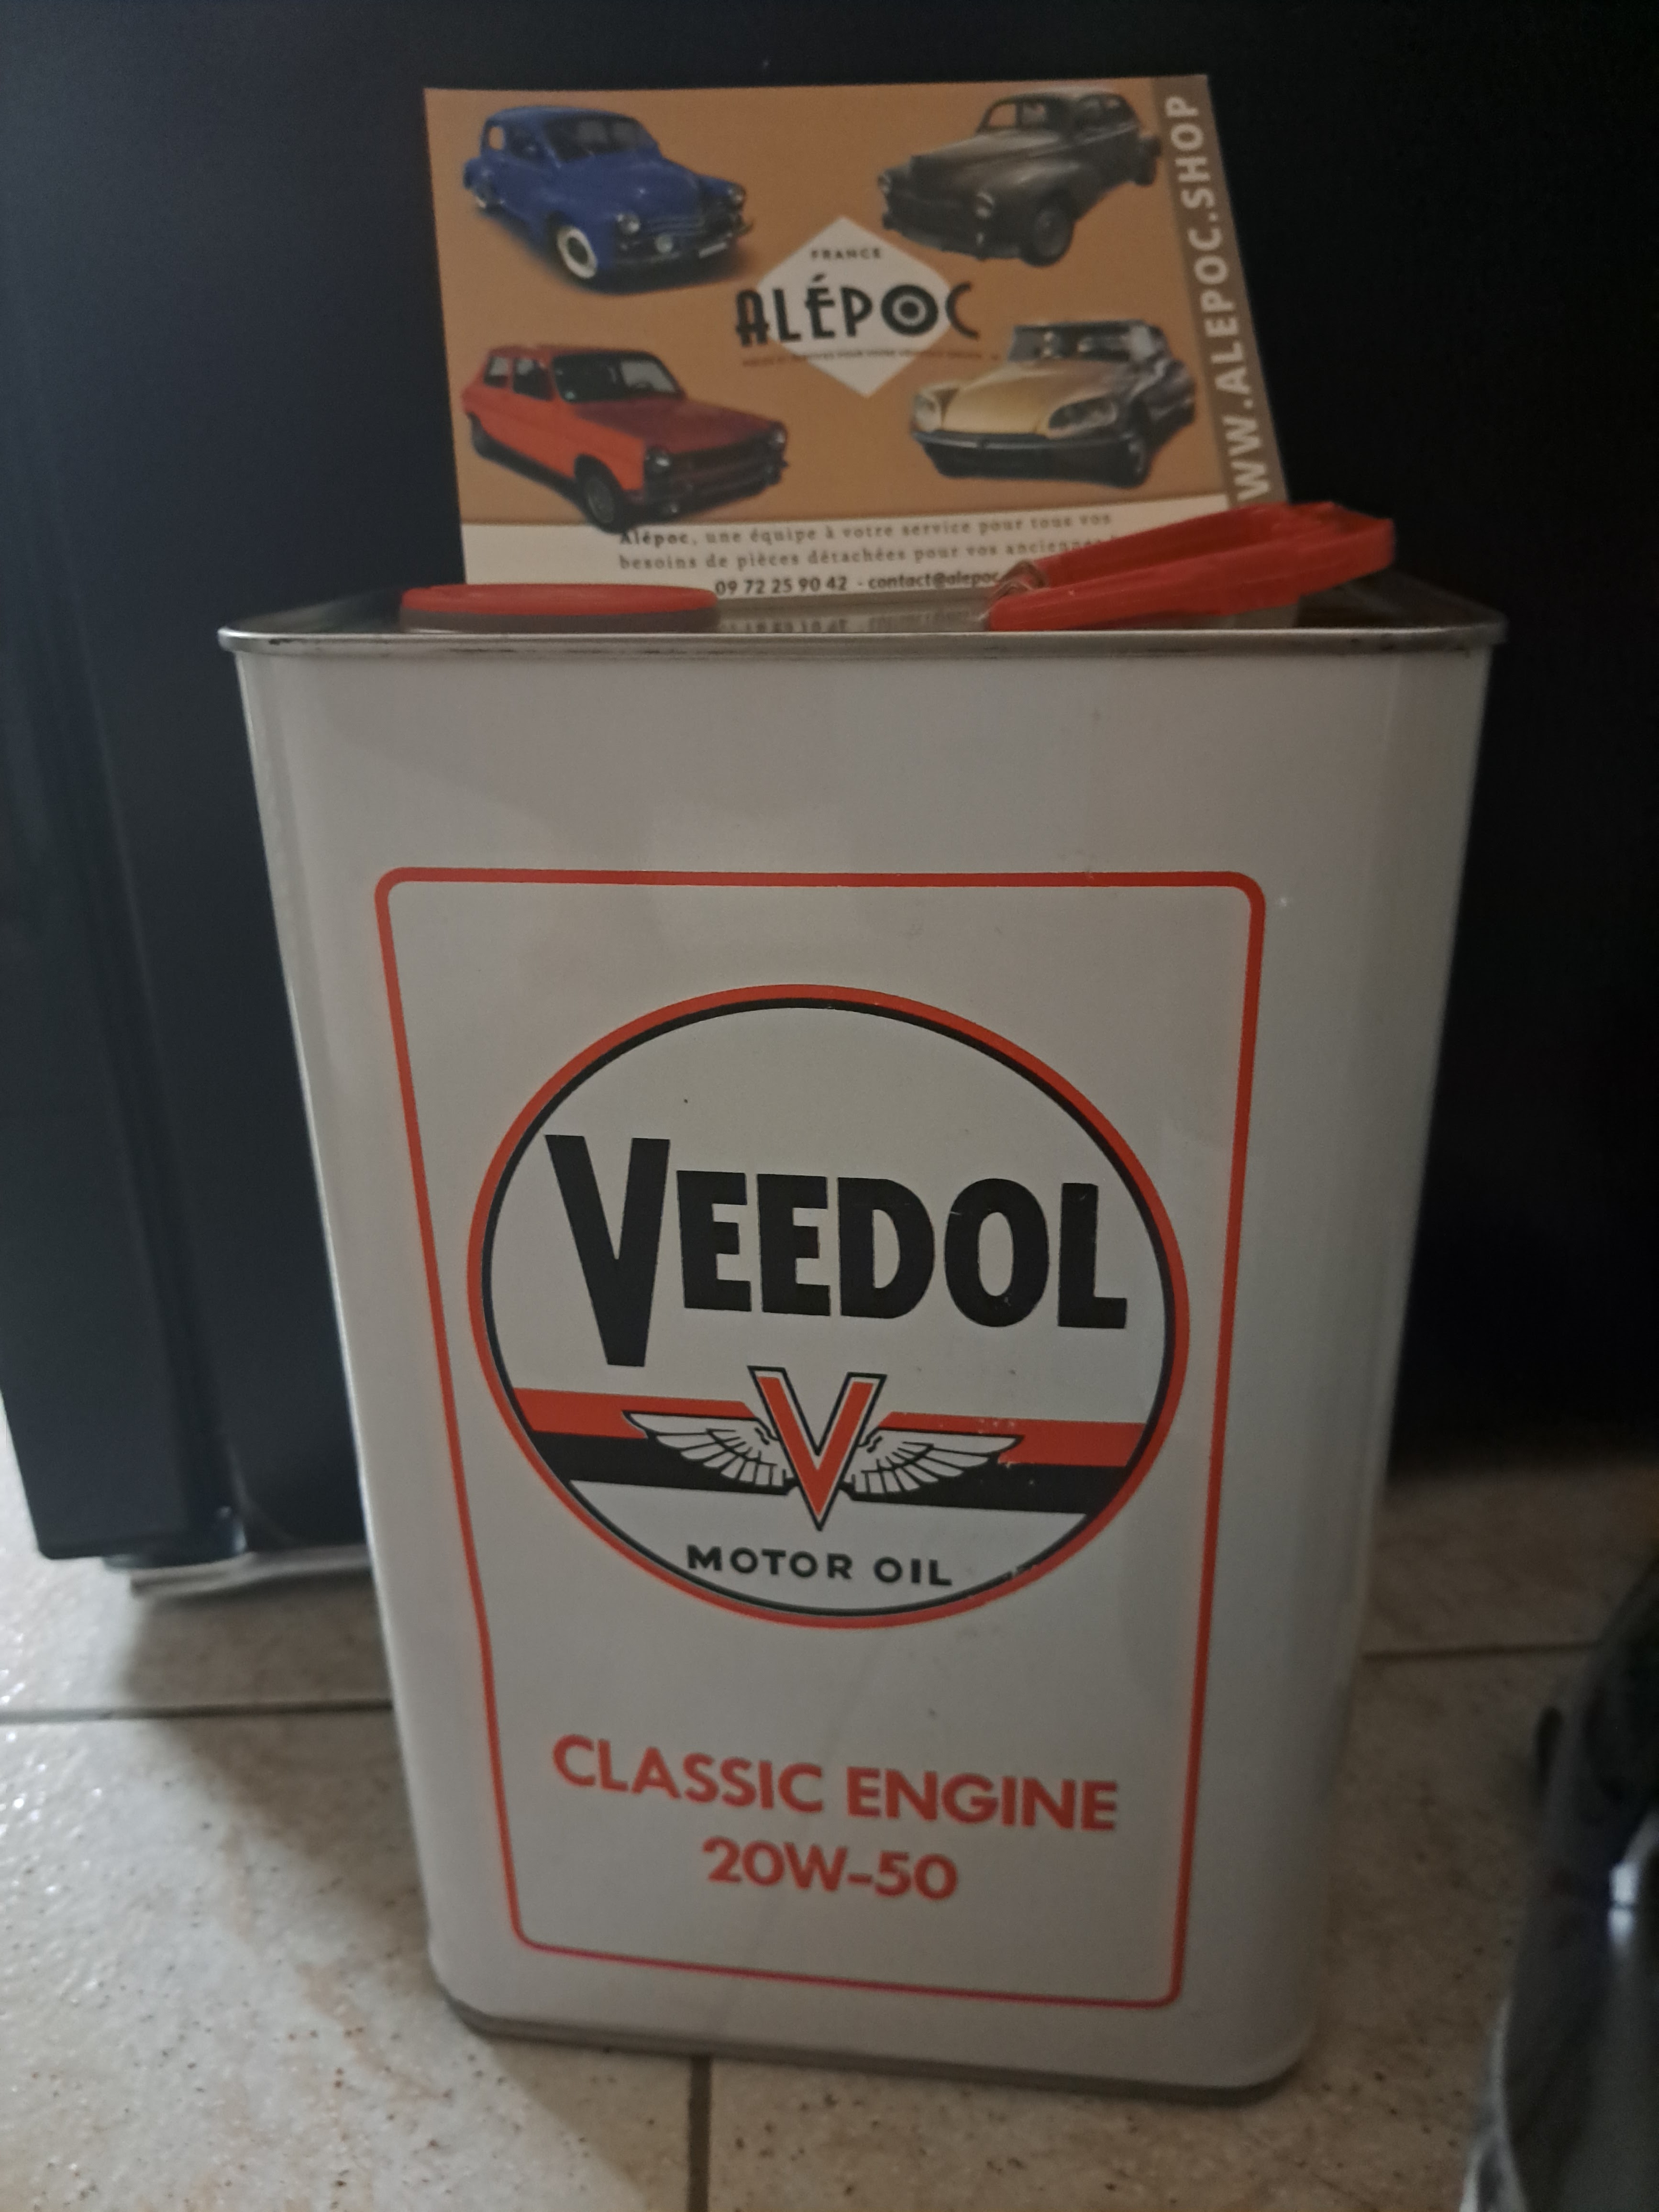 FRANCE
ALÉPOC
WW.ALEPOC.SHOP
Alépoc, une équipe à votre service pour tous vos
besoins de pièces détachées pour vos anciennes
09 72 25 90 42 - contact@alepoc
VEEDOL
V
MOTOR OIL
CLASSIC ENGINE
20W-50